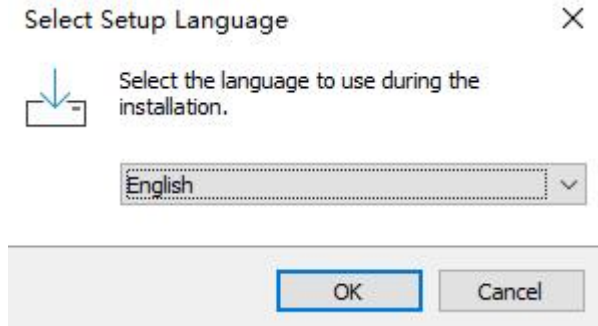 Select Setup Language
Select the language to use during the
installation.
English
OK
Cancel